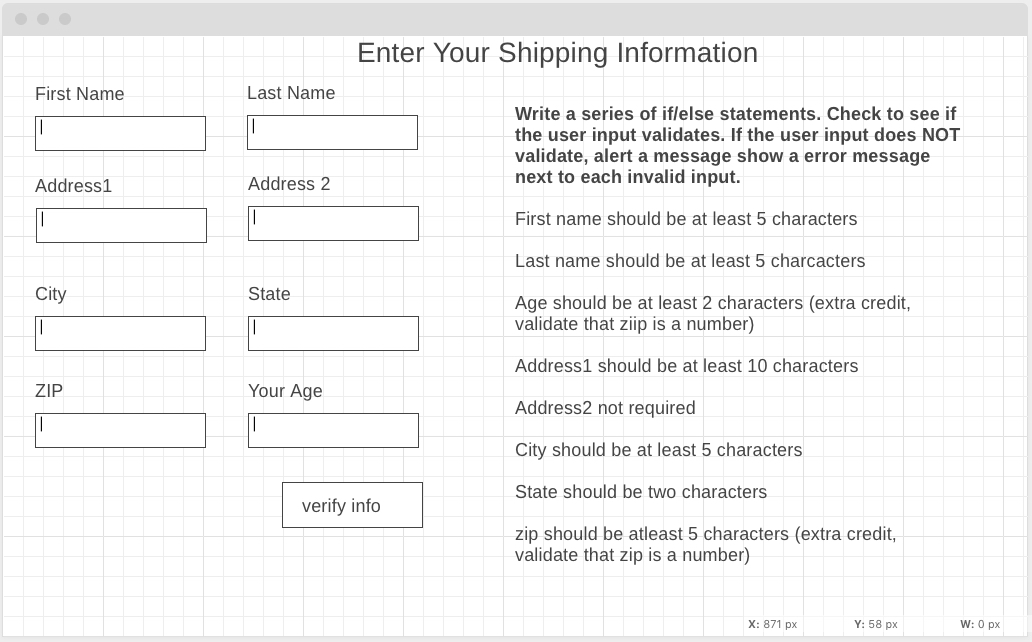 Enter Your Shipping Information
First Name
Last Name
Address1
Address 2
City
State
ZIP
Your Age
verify info
Write a series of if/else statements. Check to see if
the user input validates. If the user input does NOT
validate, alert a message show a error message
next to each invalid input.
First name should be at least 5 characters
Last name should be at least 5 charcacters
Age should be at least 2 characters (extra credit,
validate that ziip is a number)
Address1 should be at least 10 characters
Address2 not required
City should be at least 5 characters
State should be two characters
zip should be atleast 5 characters (extra credit,
validate that zip is a number)
X: 871 px Y: 58 px W: 0 px